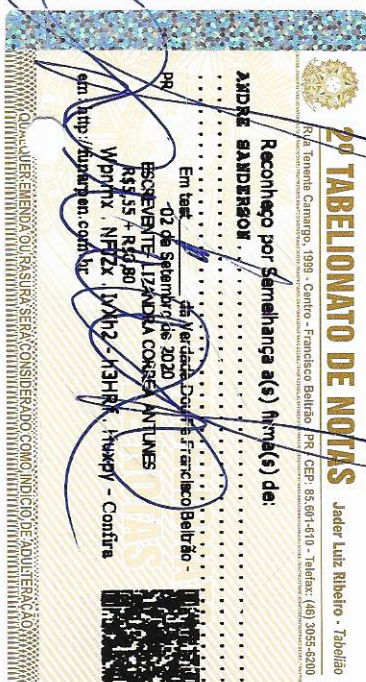 2º TABELIONATO DE NOTAS Jader Luiz Ribeiro - Tabelião
Rua Tenente Camargo, 1999 - Centro - Francisco Beltrão - PR - CEP: 85.601-610 - Telefax: (46) 3055-6200
Reconheço por Semelhança a(s) firma(s) de:
ANDRE SANDERSON
Em test. da Verdade Francisco Beltrão -
PR, 02 de Setembro de 2020
ESCREVENTE LIZANDRA CORREA ANTUNES
R$5,55 + R$0,80
em http://funarpen.com.br
- Confira
QUALQUER EMENDA OU RASURA SERÁ CONSIDERADO COMO INDÍCIO DE ADULTERAÇÃO